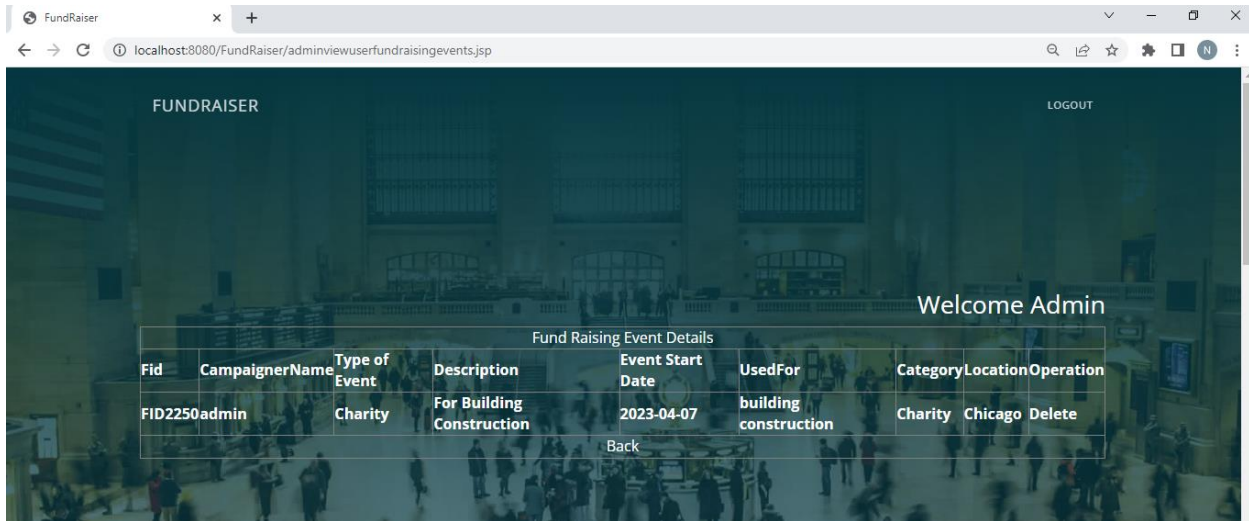 FundRaiser
localhost:8080/FundRaiser/adminviewuserfundraisingevents.jsp
N
FUNDRAISER
LOGOUT
Welcome Admin
Fund Raising Event Details
Fid CampaignerName Type of Event Description Event Start Date UsedFor Category Location Operation
FID2250 admin Charity For Building Construction 2023-04-07 building construction Charity Chicago Delete
Back